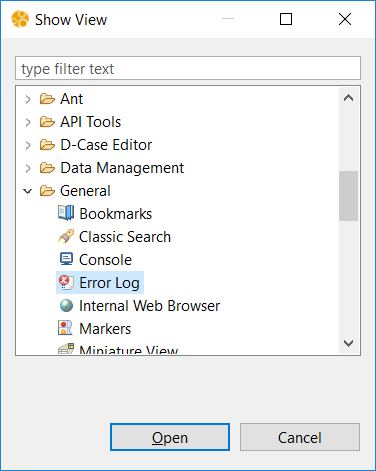 Show View
type filter text
Ant
API Tools
D-Case Editor
Data Management
General
Bookmarks
Classic Search
Console
Error Log
Internal Web Browser
Markers
Miniature View
Open
Cancel